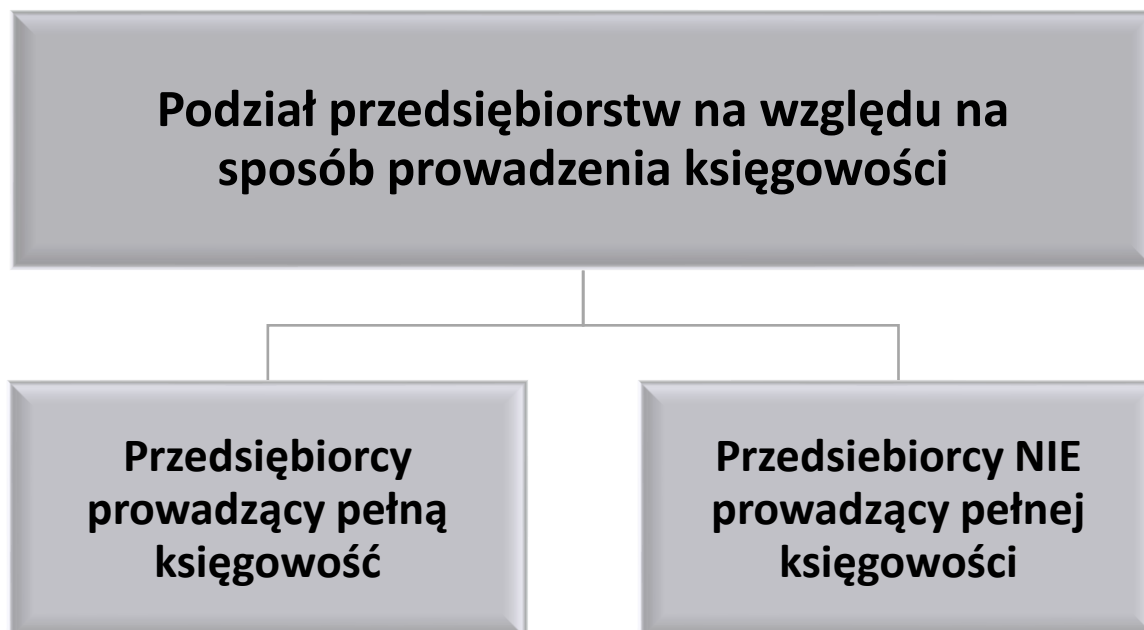 Podział przedsiębiorstw na względu na
sposób prowadzenia księgowości
Przedsiębiorcy
prowadzący pełną
księgowość
Przedsiebiorcy NIE
prowadzący pełnej
księgowości